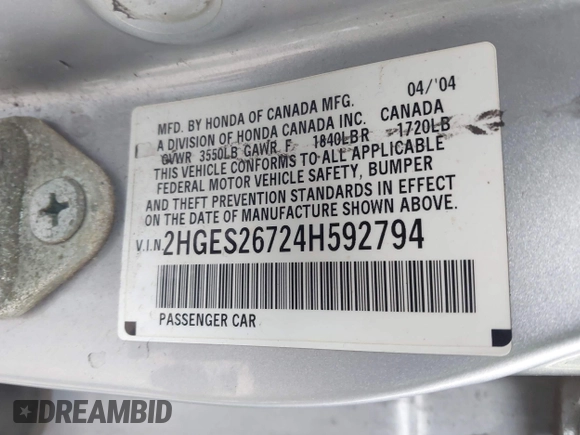 04/'04
MFD. BY HONDA OF CANADA MFG.
A DIVISION OF HONDA CANADA INC. CANADA
GVWR 3550LB GAWR F 1840LB R 1720LB
THIS VEHICLE CONFORMS TO ALL APPLICABLE
FEDERAL MOTOR VEHICLE SAFETY, BUMPER
AND THEFT PREVENTION STANDARDS IN EFFECT
ON THE DATE OF MANUFACTURE SHOWN ABOVE.
V.I.N. 2HGES26724H592794
PASSENGER CAR
DREAMBID